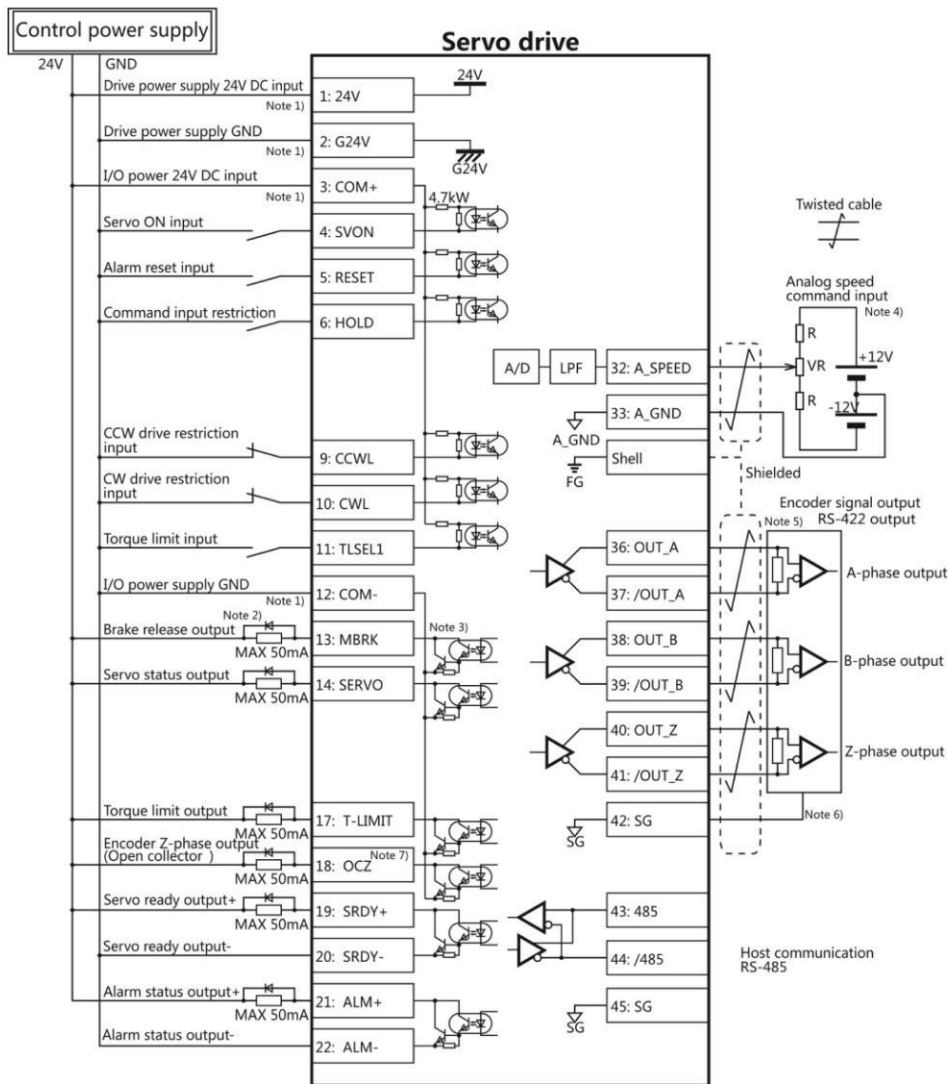 Control power supply
Servo drive
24V
GND
Drive power supply 24V DC input
Note 1)
1: 24V
24V
Drive power supply GND
Note 1)
2: G24V
G24V
I/O power 24V DC input
Note 1)
3: COM+
4.7kW
Servo ON input
4: SVON
Alarm reset input
5: RESET
Command input restriction
6: HOLD
Twisted cable
Analog speed
command input
Note 4)
R
VR
R
+12V
-12V
A/D
LPF
32: A_SPEED
33: A_GND
A_GND
Shell
FG
Shielded
CCW drive restriction
input
9: CCWL
CW drive restriction
input
10: CWL
Torque limit input
11: TLSEL1
I/O power supply GND
Note 1)
12: COM-
Brake release output
Note 2)
MAX 50mA
13: MBRK
Note 3)
Servo status output
MAX 50mA
14: SERVO
Encoder signal output
RS-422 output
Note 5)
36: OUT_A
37: /OUT_A
A-phase output
38: OUT_B
39: /OUT_B
B-phase output
40: OUT_Z
41: /OUT_Z
Z-phase output
42: SG
SG
Note 6)
Torque limit output
MAX 50mA
17: T-LIMIT
Encoder Z-phase output
(Open collector )
MAX 50mA
18: OCZ
Note 7)
Servo ready output+
MAX 50mA
19: SRDY+
Servo ready output-
20: SRDY-
Alarm status output+
MAX 50mA
21: ALM+
Alarm status output-
22: ALM-
43: 485
44: /485
Host communication
RS-485
45: SG
SG